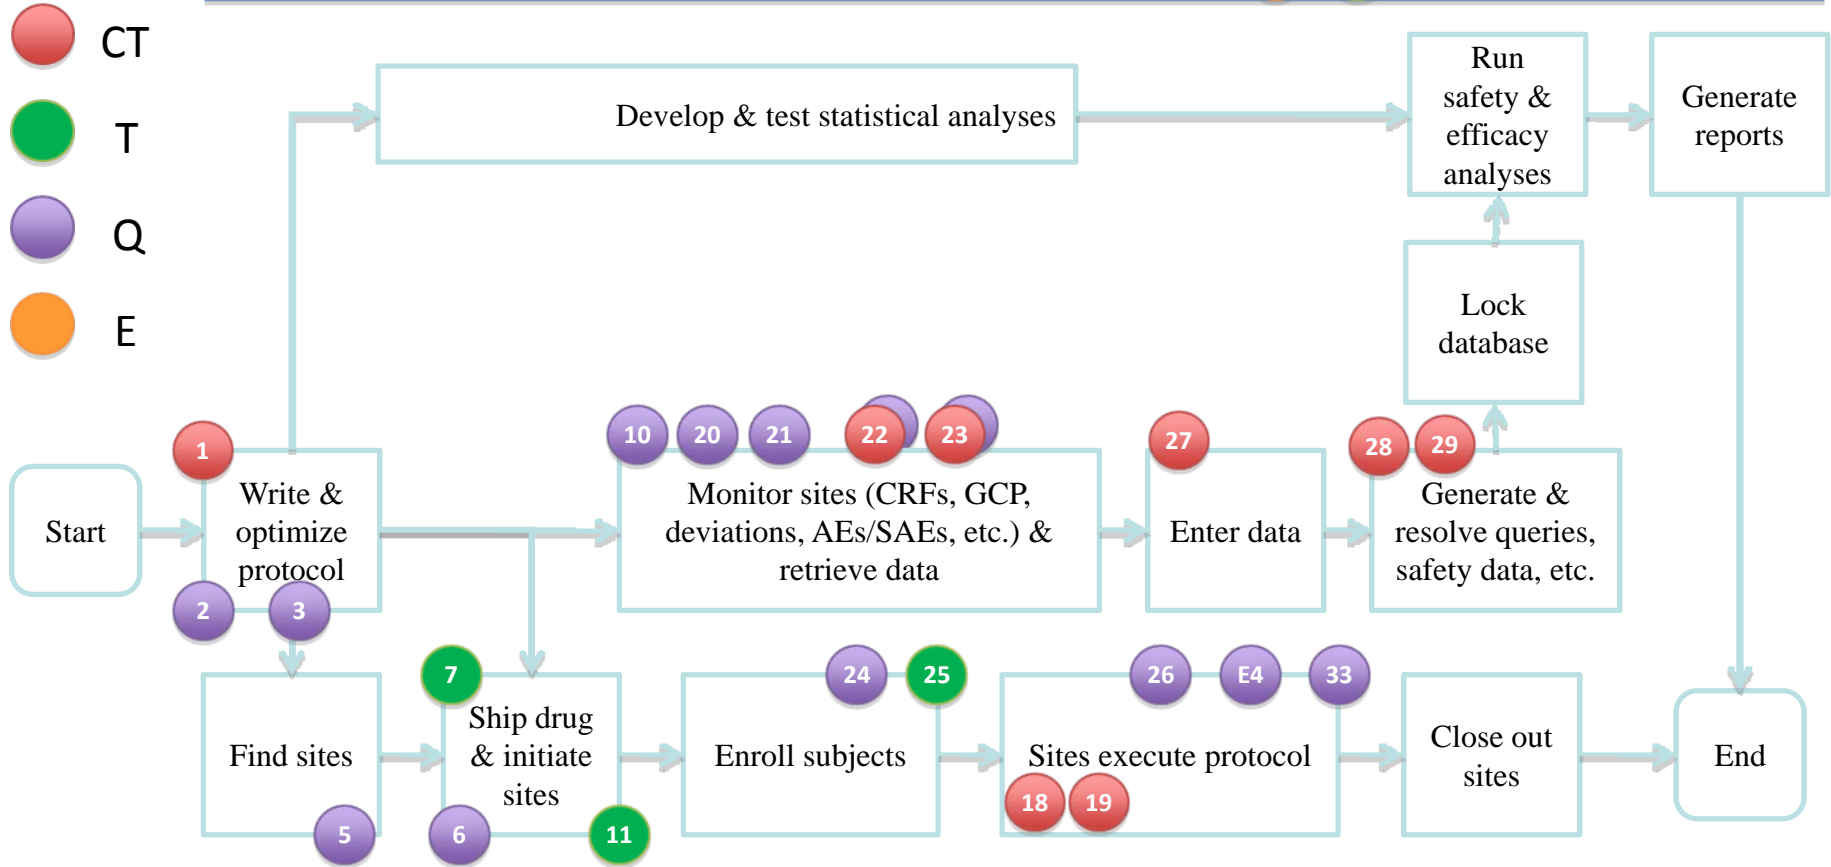 CT
T
Q
E
Develop & test statistical analyses
Run
safety &
efficacy
analyses
Generate
reports
Lock
database
1
10
20
21
22
23
27
28
29
Start
Write &
optimize
protocol
Monitor sites (CRFs, GCP,
deviations, AEs/SAEs, etc.) &
retrieve data
Enter data
Generate &
resolve queries,
safety data, etc.
2
3
7
24
25
26
E4
33
Find sites
Ship drug
& initiate
sites
Enroll subjects
Sites execute protocol
Close out
sites
End
18
19
5
6
11